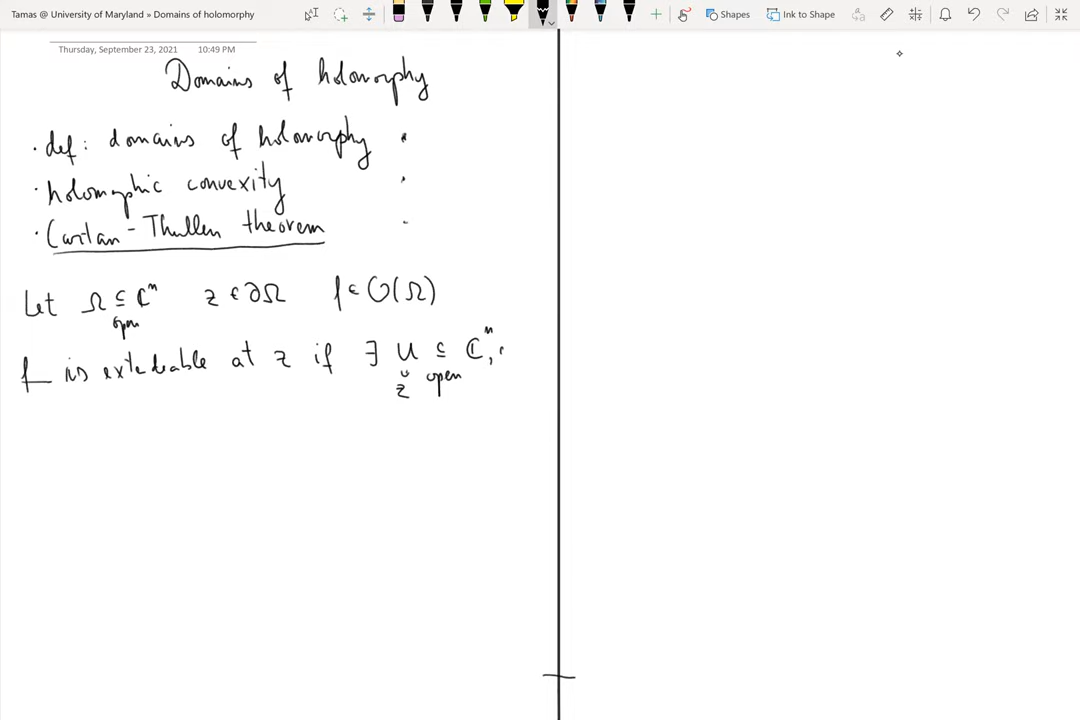 Tamas @ University of Maryland » Domains of holomorphy
Shapes
Ink to Shape
Thursday, September 23, 2021 10:49 PM
Domains of holomorphy
· def: domains of holomorphy
· holomorphic convexity
· Cartan - Thullen theorem
Let Ω ⊆ ℂⁿ z ∈ ∂Ω f ∈ O(Ω)
open
f is extendeable at z if ∃ U ⊆ ℂⁿ,
∪ open
z